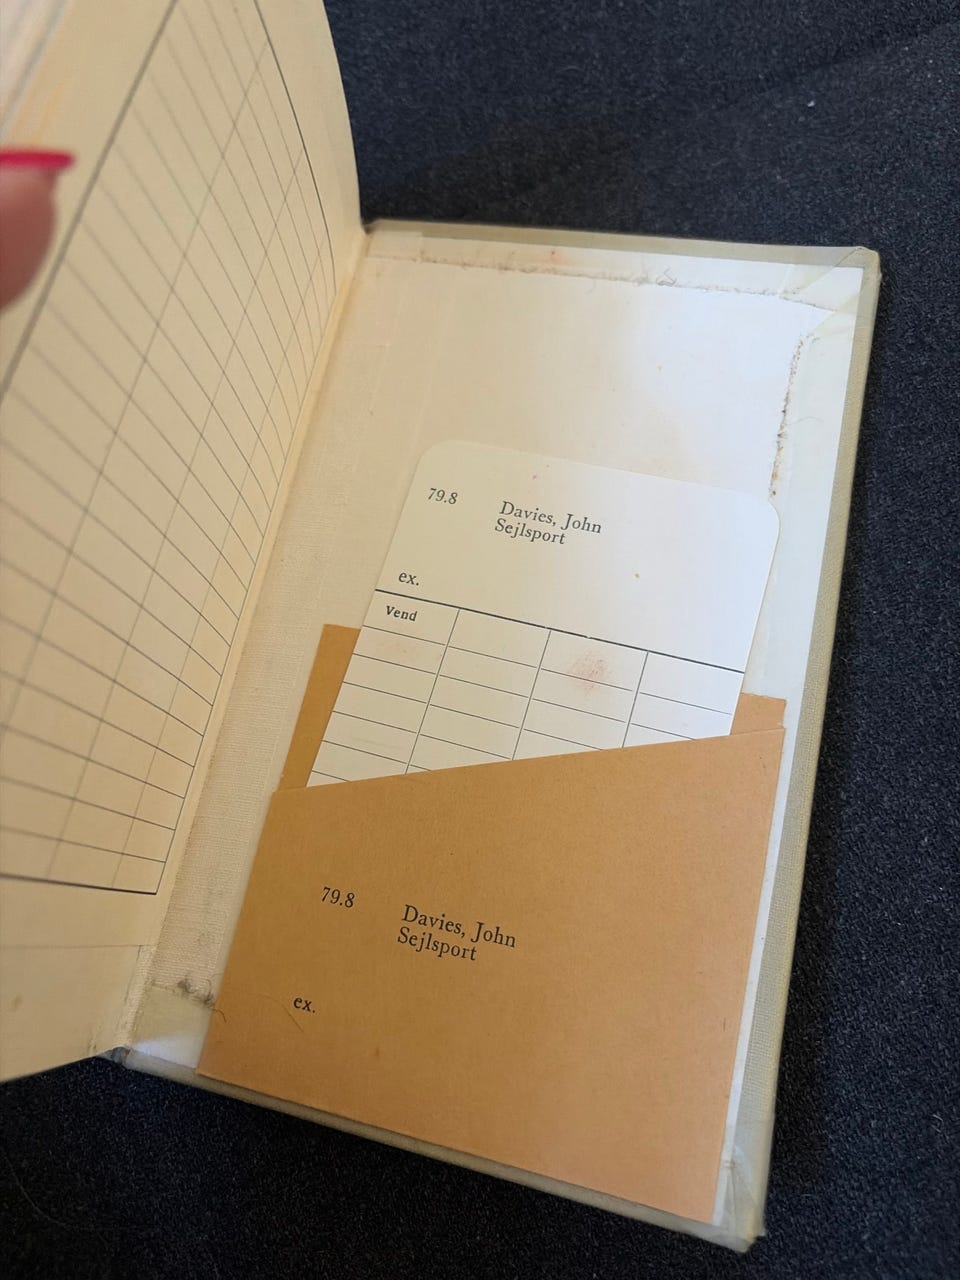 79.8 Davies, John
Sejlsport
ex.
Vend
79.8 Davies, John
Sejlsport
ex.